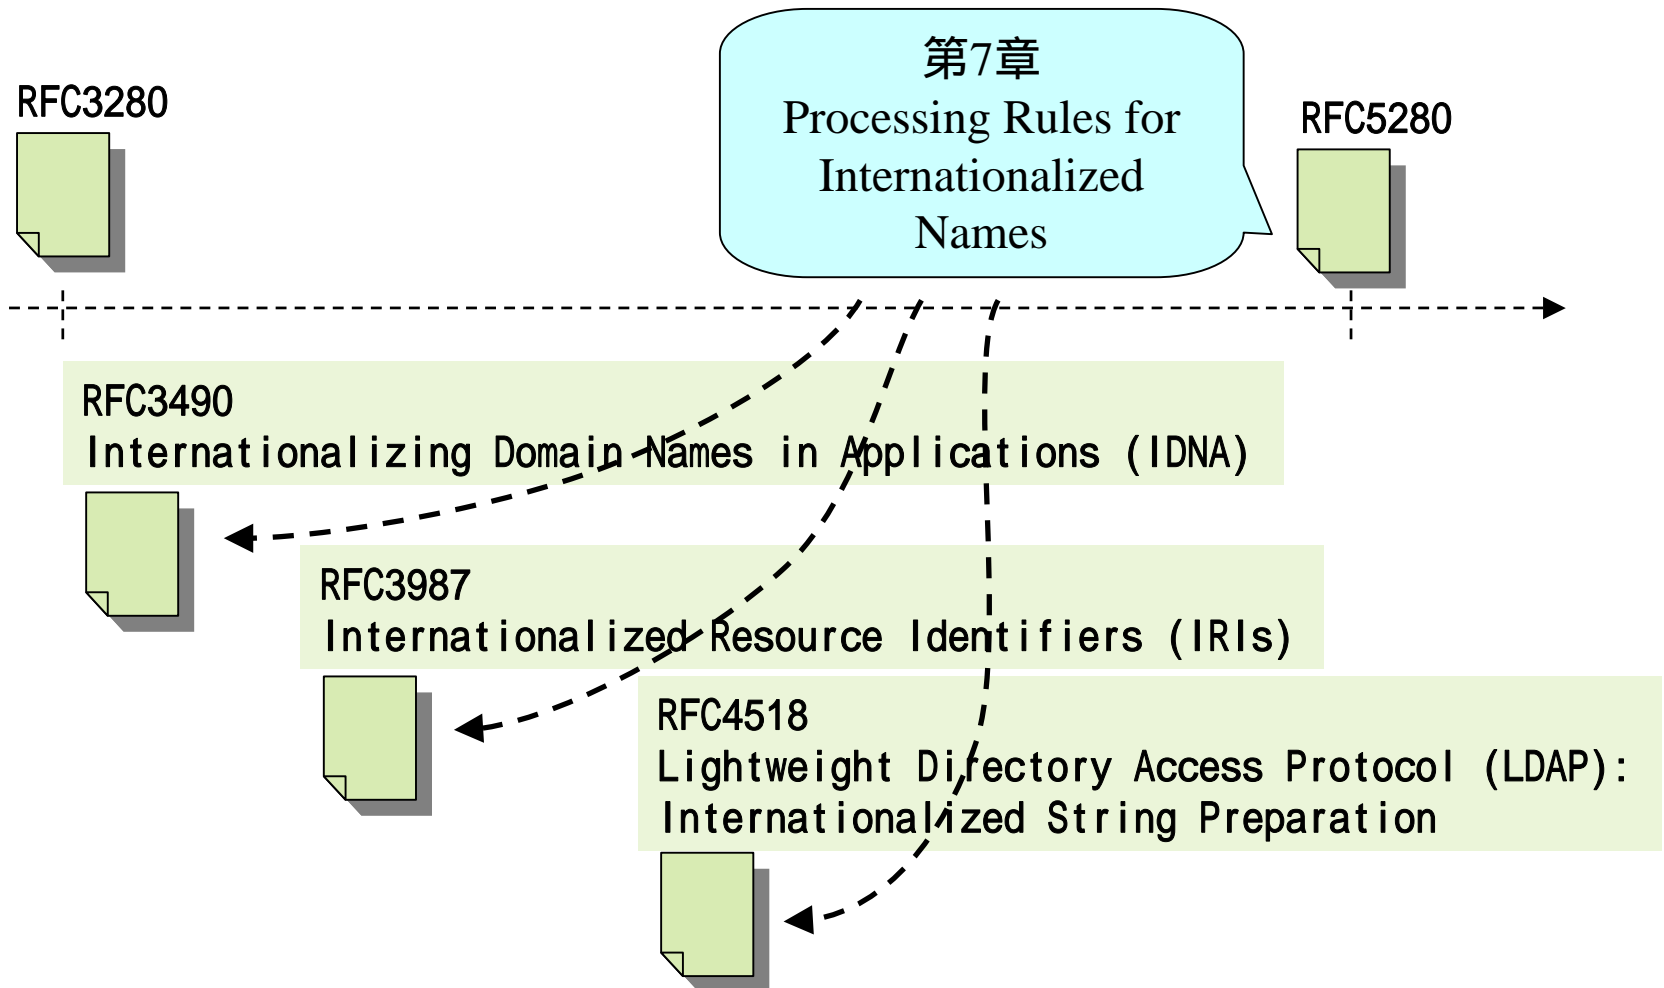 RFC3280
第7章
Processing Rules for
Internationalized
Names
RFC5280
RFC3490
Internationalizing Domain Names in Applications (IDNA)
RFC3987
Internationalized Resource Identifiers (IRIs)
RFC4518
Lightweight Directory Access Protocol (LDAP):
Internationalized String Preparation